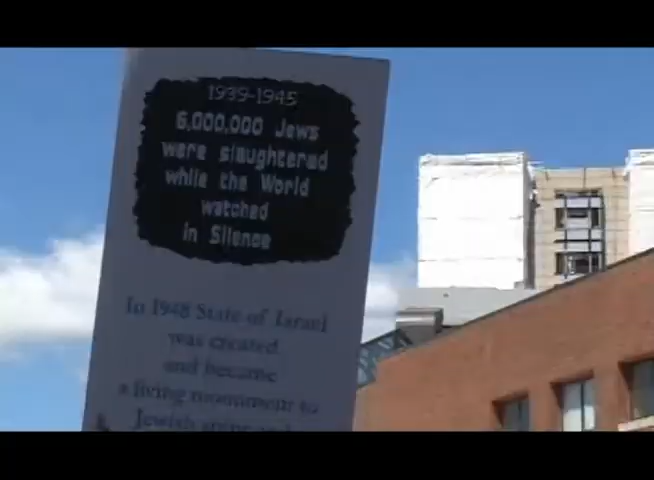 1939-1945
6,000,000 Jews
were slaughtered
while the World
watched
in Silence
In 1948 State of Israel
was created
and became
a living monument to
Jewish